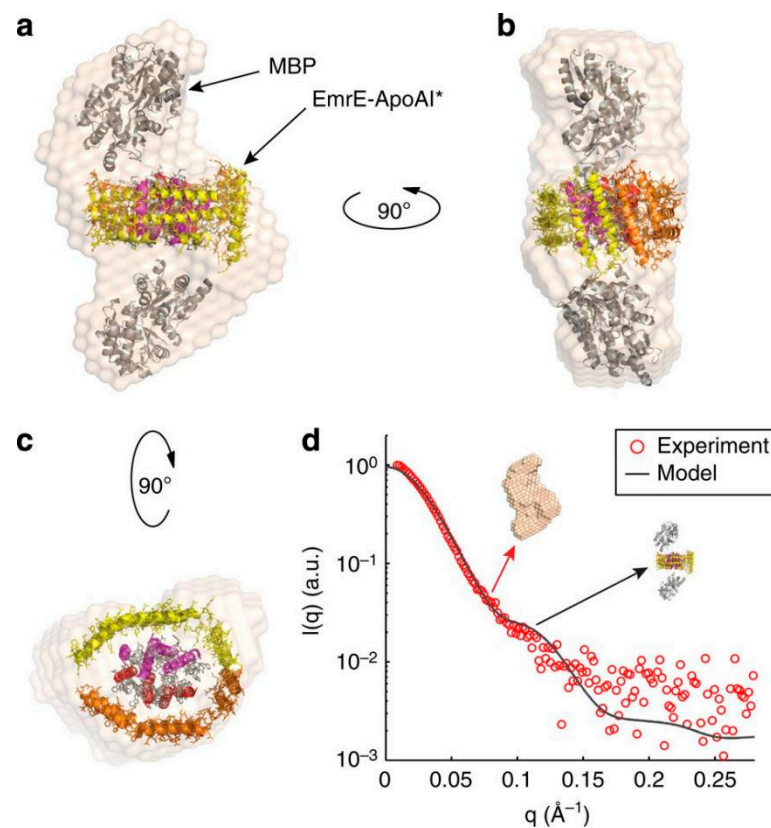 a
MBP
EmrE-ApoAI*
90°
b
c
90°
d
Experiment
Model
I(q) (a.u.)
10⁰
10⁻¹
10⁻²
10⁻³
0
0.05
0.1
0.15
0.2
0.25
q (Å⁻¹)